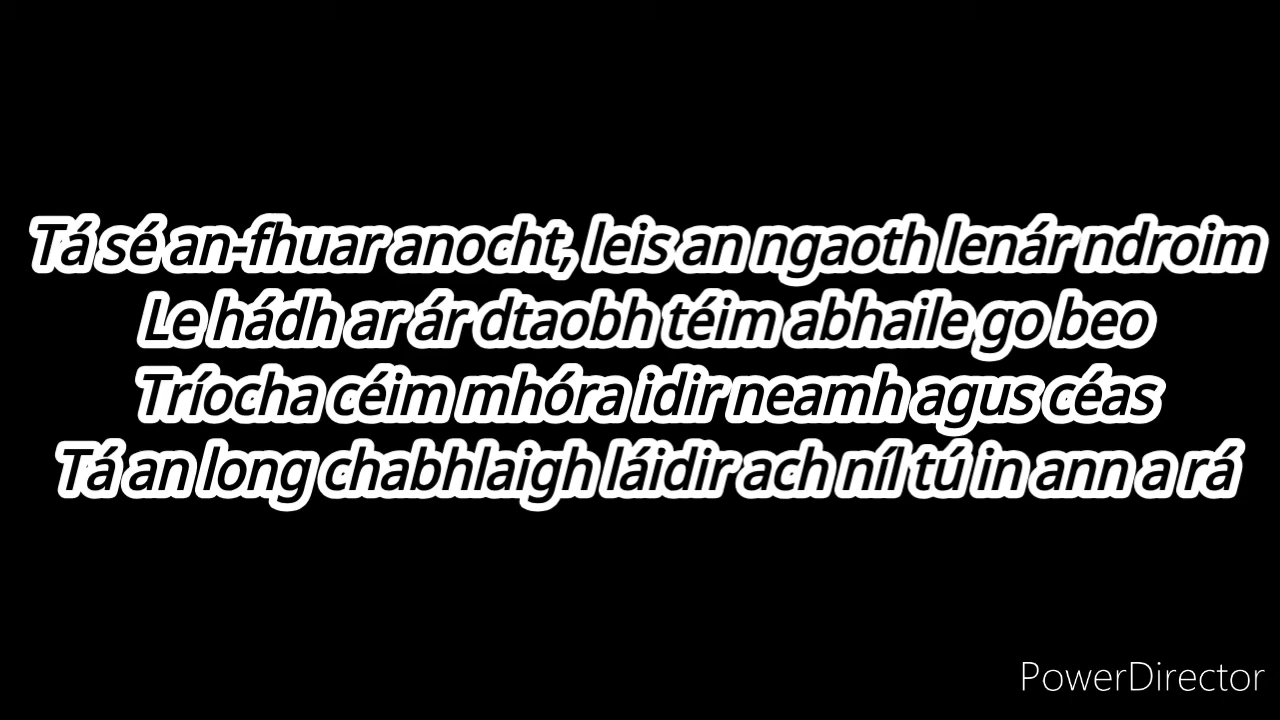 Tá sé an-fhuar anocht, leis an ngaoth lenár ndroim
Le hádh ar ár dtaobh téim abhaile go beo
Tríocha céim mhóra idir neamh agus céas
Tá an long chabhlaigh láidir ach níl tú in ann a rá
PowerDirector